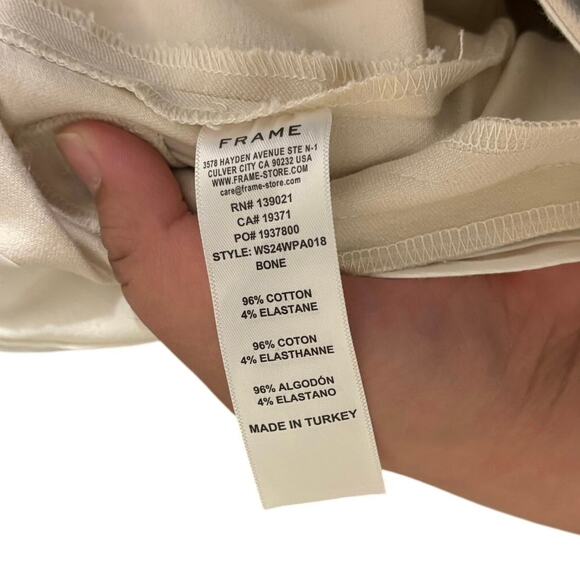 FRAME
3578 HAYDEN AVENUE STE N-1
CULVER CITY CA 90232 USA
WWW.FRAME-STORE.COM
care@frame-store.com
RN# 139021
CA# 19371
PO# 1937800
STYLE: WS24WPA018
BONE
96% COTTON
4% ELASTANE
96% COTON
4% ELASTHANNE
96% ALGODÓN
4% ELASTANO
MADE IN TURKEY